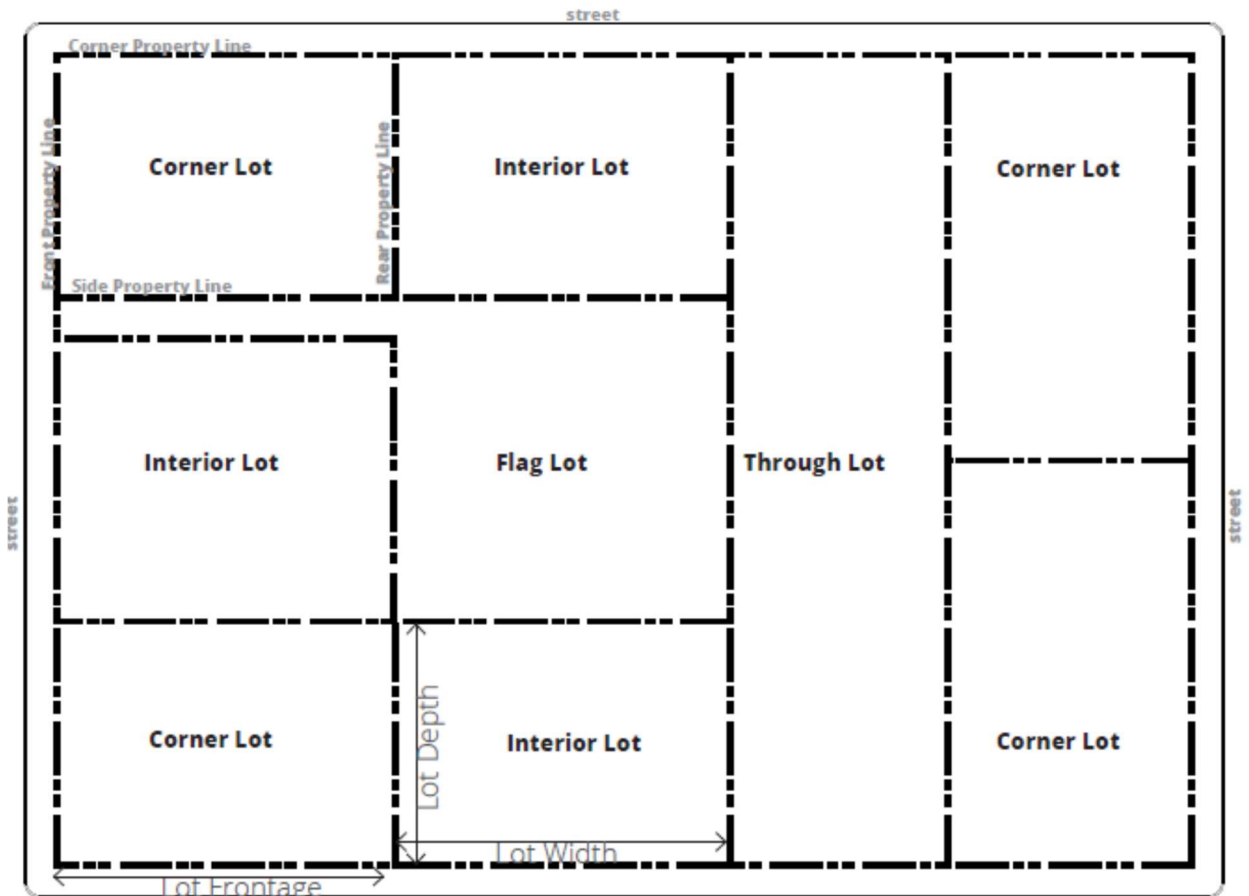 street
Corner Property Line
Front Property Line
Corner Lot
Rear Property Line
Interior Lot
Corner Lot
Side Property Line
Interior Lot
Flag Lot
Through Lot
street
street
Lot Depth
Corner Lot
Interior Lot
Corner Lot
Lot Width
Lot Frontage